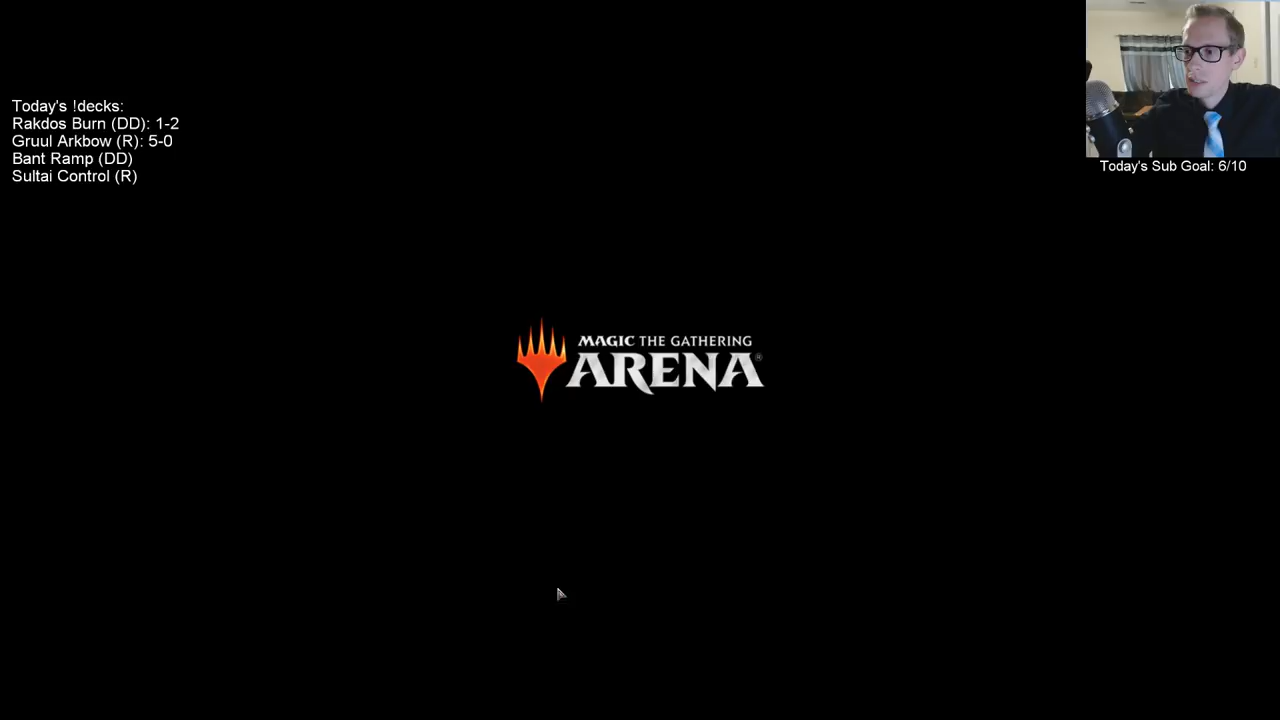 Today's !decks:
Rakdos Burn (DD): 1-2
Gruul Arkbow (R): 5-0
Bant Ramp (DD)
Sultai Control (R)
Today's Sub Goal: 6/10
MAGIC THE GATHERING
ARENA®